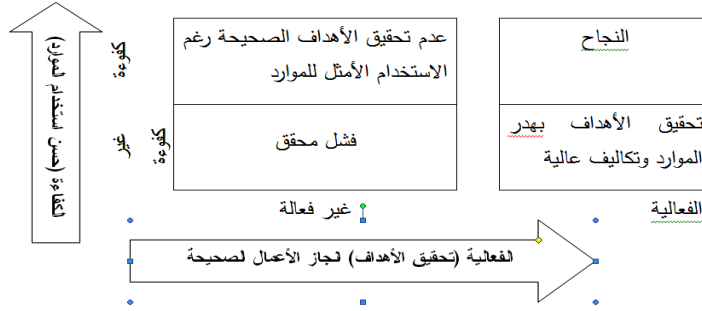 النجاح
عدم تحقيق الأهداف الصحيحة رغم
الاستخدام الأمثل للموارد
كفوءة
تحقيق الأهداف بهدر
الموارد وتكاليف عالية
فشل محقق
غير
كفوءة
الكفاءة (حسن استخدام الموارد)
الفعالية
غير فعالة
الفعالية (تحقيق الأهداف) انجاز الأعمال الصحيحة